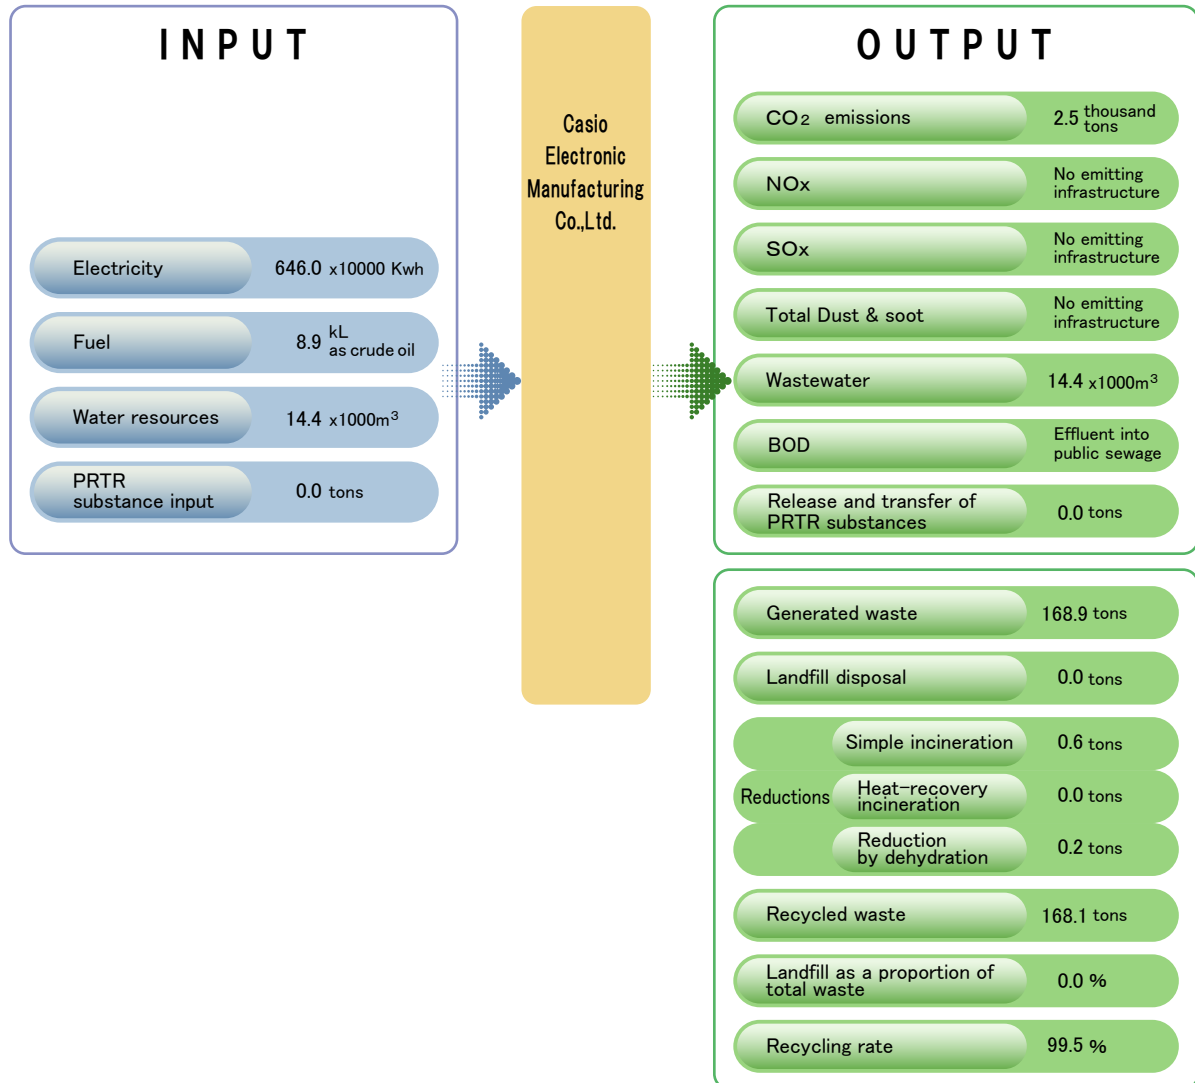 INPUT
Electricity 646.0 x10000 Kwh
Fuel 8.9 kL
as crude oil
Water resources 14.4 x1000m³
PRTR
substance input 0.0 tons
Casio
Electronic
Manufacturing
Co.,Ltd.
OUTPUT
CO₂ emissions 2.5 thousand
tons
NOx No emitting
infrastructure
SOx No emitting
infrastructure
Total Dust & soot No emitting
infrastructure
Wastewater 14.4 x1000m³
BOD Effluent into
public sewage
Release and transfer of
PRTR substances 0.0 tons
Generated waste 168.9 tons
Landfill disposal 0.0 tons
Reductions
Simple incineration 0.6 tons
Heat-recovery
incineration 0.0 tons
Reduction
by dehydration 0.2 tons
Recycled waste 168.1 tons
Landfill as a proportion of
total waste 0.0 %
Recycling rate 99.5 %